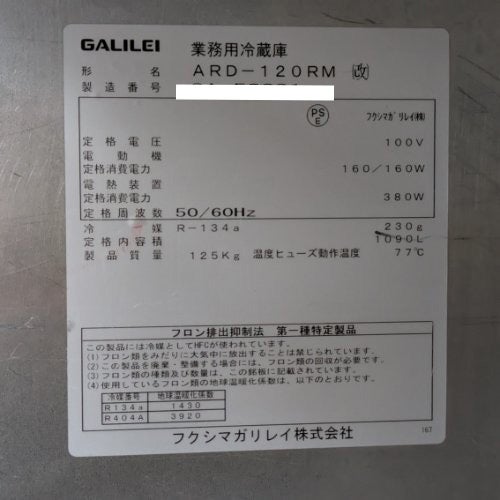 GALILEI 業務用冷蔵庫
形名 ARD-120RM 改
製造番号
PS
E
フクシマガリレイ(株)
定格電圧 100V
電動機
定格消費電力 160/160W
電熱装置
定格消費電力 380W
定格周波数 50/60Hz
冷媒 R-134a 230g
定格内容積 1090L
製品質量 125Kg 温度ヒューズ動作温度 77℃
フロン排出抑制法 第一種特定製品
この製品には冷媒としてHFCが使われています。
(1)フロン類をみだりに大気中に放出することは禁じられています。
(2)この製品を廃棄・整備する場合には、フロン類の回収が必要です。
(3)フロン類の種類及び数量は、この銘板に記載されています。
(4)使用しているフロン類の地球温暖化係数は、以下のとおりです。
冷媒番号 地球温暖化係数
R134a 1430
R404A 3920
フクシマガリレイ株式会社
167